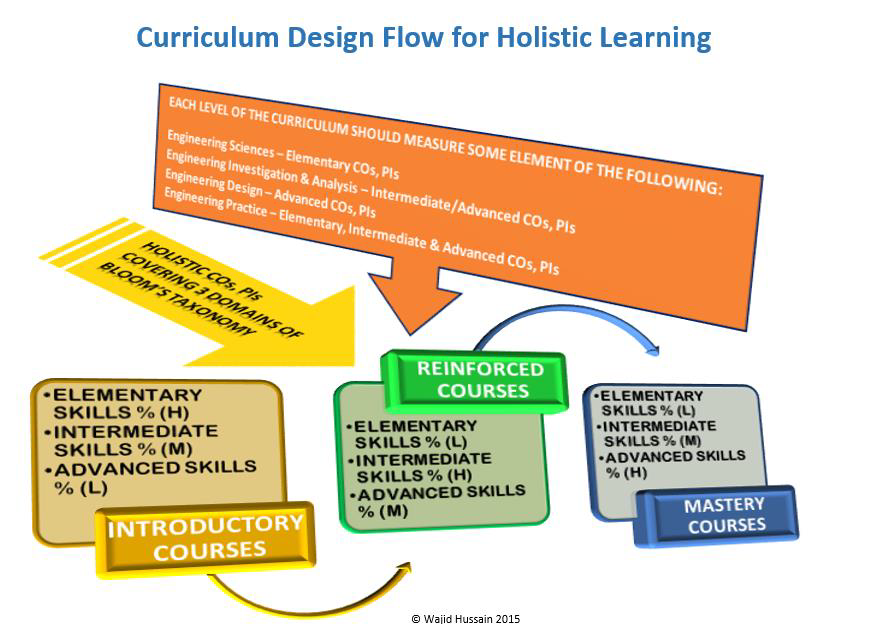 Curriculum Design Flow for Holistic Learning
EACH LEVEL OF THE CURRICULUM SHOULD MEASURE SOME ELEMENT OF THE FOLLOWING:
Engineering Sciences – Elementary COs, PIs
Engineering Investigation & Analysis – Intermediate/Advanced COs, PIs
Engineering Design – Advanced COs, PIs
Engineering Practice – Elementary, Intermediate & Advanced COs, PIs
HOLISTIC COs, PIs
COVERING 3 DOMAINS OF
BLOOM'S TAXONOMY
•ELEMENTARY
SKILLS % (H)
•INTERMEDIATE
SKILLS % (M)
•ADVANCED SKILLS
% (L)
INTRODUCTORY
COURSES
REINFORCED
COURSES
•ELEMENTARY
SKILLS % (L)
•INTERMEDIATE
SKILLS % (H)
•ADVANCED SKILLS
% (M)
•ELEMENTARY
SKILLS % (L)
•INTERMEDIATE
SKILLS % (M)
•ADVANCED SKILLS
% (H)
MASTERY
COURSES
© Wajid Hussain 2015